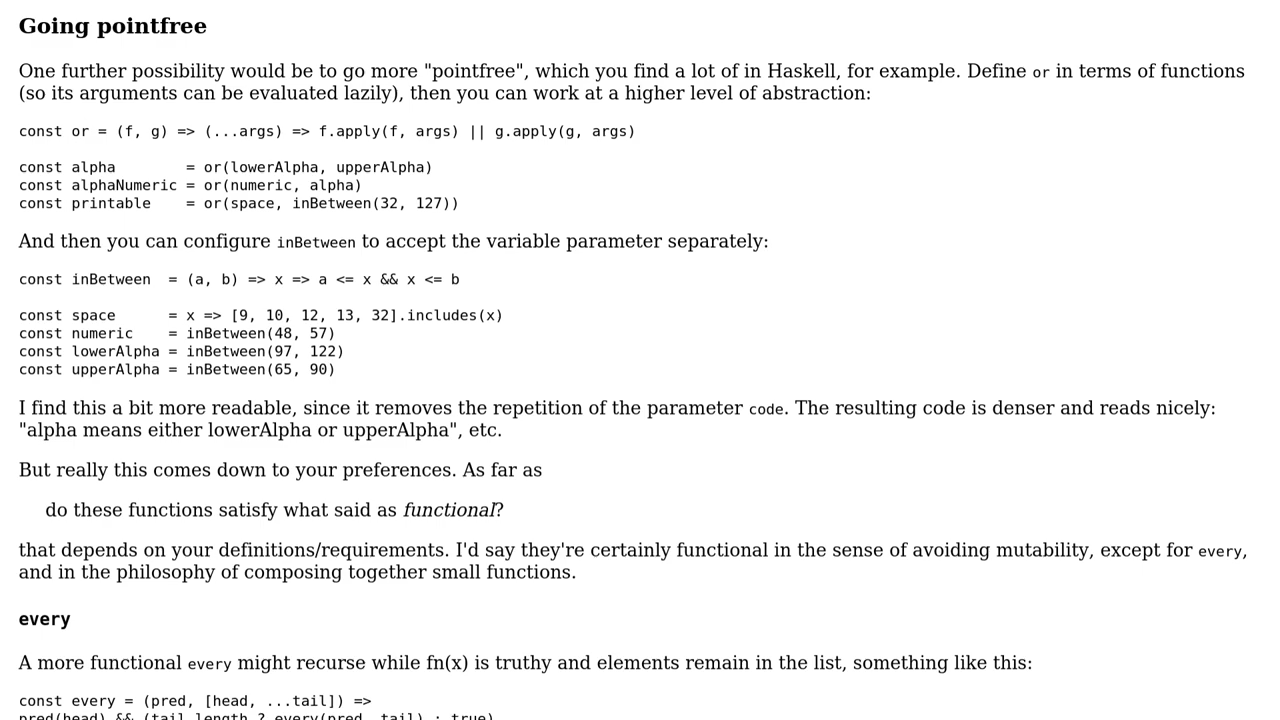 Going pointfree
One further possibility would be to go more "pointfree", which you find a lot of in Haskell, for example. Define or in terms of functions
(so its arguments can be evaluated lazily), then you can work at a higher level of abstraction:
const or = (f, g) => (...args) => f.apply(f, args) || g.apply(g, args)
const alpha        = or(lowerAlpha, upperAlpha)
const alphaNumeric = or(numeric, alpha)
const printable    = or(space, inBetween(32, 127))
And then you can configure inBetween to accept the variable parameter separately:
const inBetween  = (a, b) => x => a <= x && x <= b
const space      = x => [9, 10, 12, 13, 32].includes(x)
const numeric    = inBetween(48, 57)
const lowerAlpha = inBetween(97, 122)
const upperAlpha = inBetween(65, 90)
I find this a bit more readable, since it removes the repetition of the parameter code. The resulting code is denser and reads nicely:
"alpha means either lowerAlpha or upperAlpha", etc.
But really this comes down to your preferences. As far as
do these functions satisfy what said as functional?
that depends on your definitions/requirements. I'd say they're certainly functional in the sense of avoiding mutability, except for every,
and in the philosophy of composing together small functions.
every
A more functional every might recurse while fn(x) is truthy and elements remain in the list, something like this:
const every = (pred, [head, ...tail]) =>
pred(head) && (tail.length ? every(pred, tail) : true)